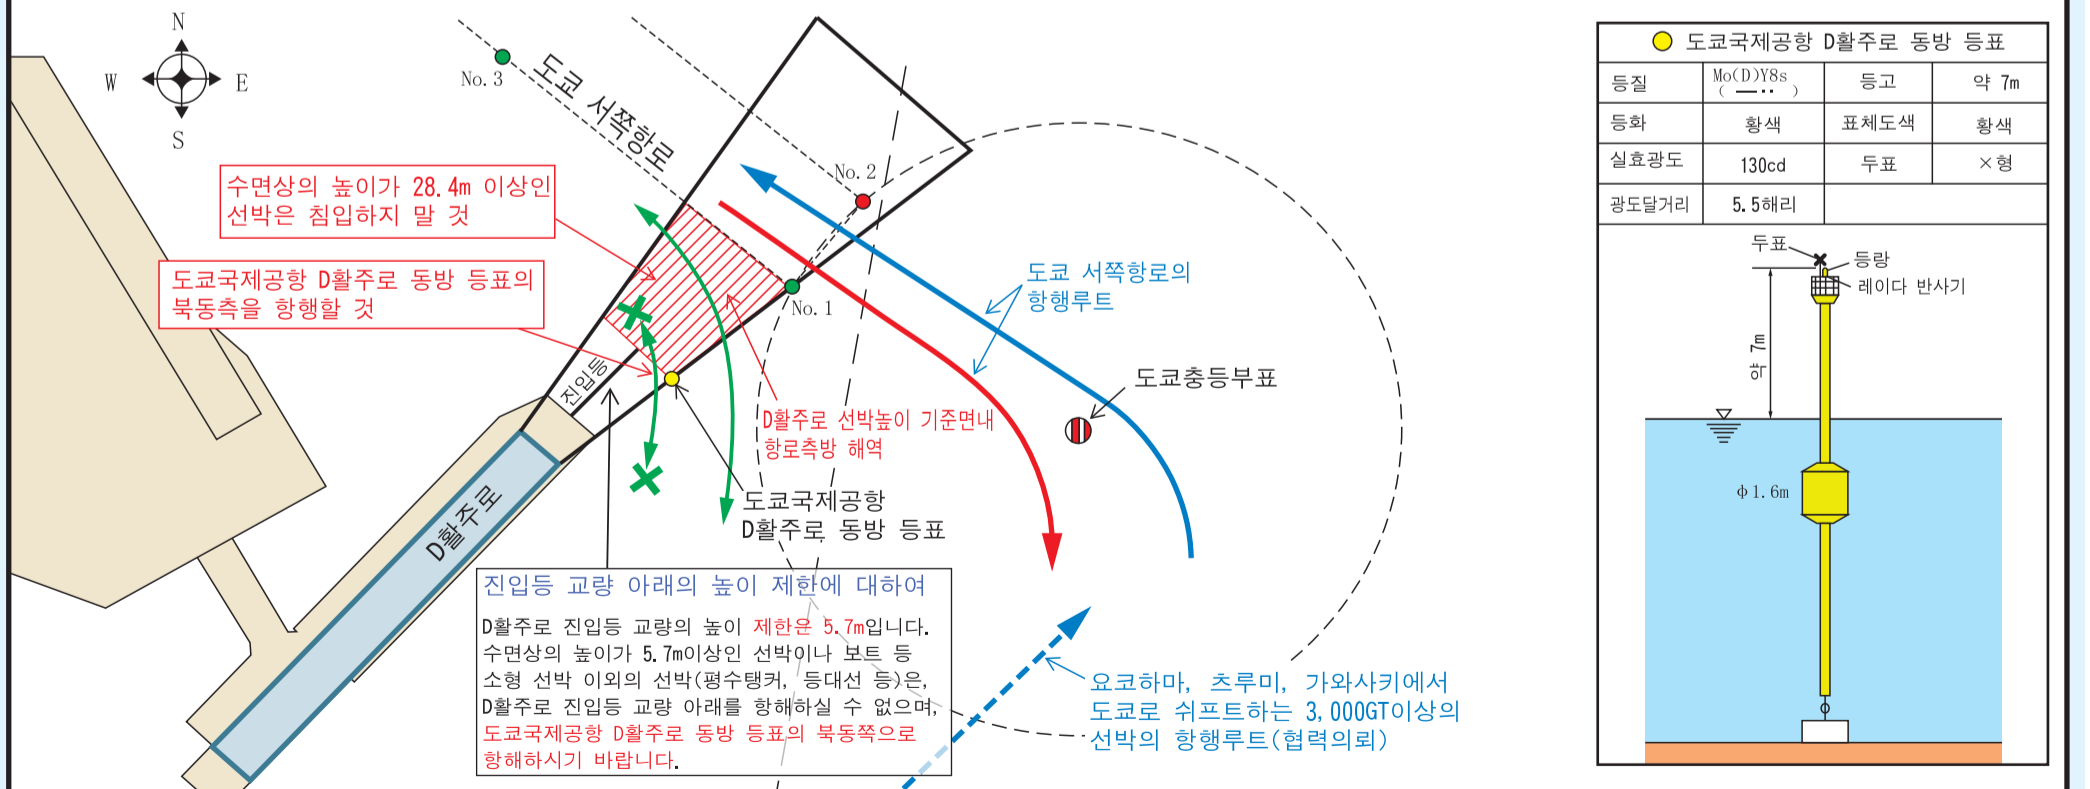 N
W
E
S
No. 3
도쿄 서쪽항로
No. 2
수면상의 높이가 28.4m 이상인
선박은 침입하지 말 것
도쿄국제공항 D활주로 동방 등표의
북동측을 항행할 것
No. 1
도쿄 서쪽항로의
항행루트
진입등
도쿄충등부표
D활주로 선박높이 기준면내
항로측방 해역
도쿄국제공항
D활주로 동방 등표
D활주로
진입등 교량 아래의 높이 제한에 대하여
D활주로 진입등 교량의 높이 제한은 5.7m입니다.
수면상의 높이가 5.7m이상인 선박이나 보트 등
소형 선박 이외의 선박(평수탱커, 등대선 등)은,
D활주로 진입등 교량 아래를 항해하실 수 없으며,
도쿄국제공항 D활주로 동방 등표의 북동쪽으로
항해하시기 바랍니다.
요코하마, 츠루미, 가와사키에서
도쿄로 쉬프트하는 3,000GT이상의
선박의 항행루트(협력의뢰)
도쿄국제공항 D활주로 동방 등표
등질 Mo(D)Y8s ( ━ ·· ) 등고 약 7m
등화 황색 표체도색 황색
실효광도 130cd 두표 ×형
광도달거리 5.5해리
두표
등랑
레이다 반사기
약 7m
φ1.6m